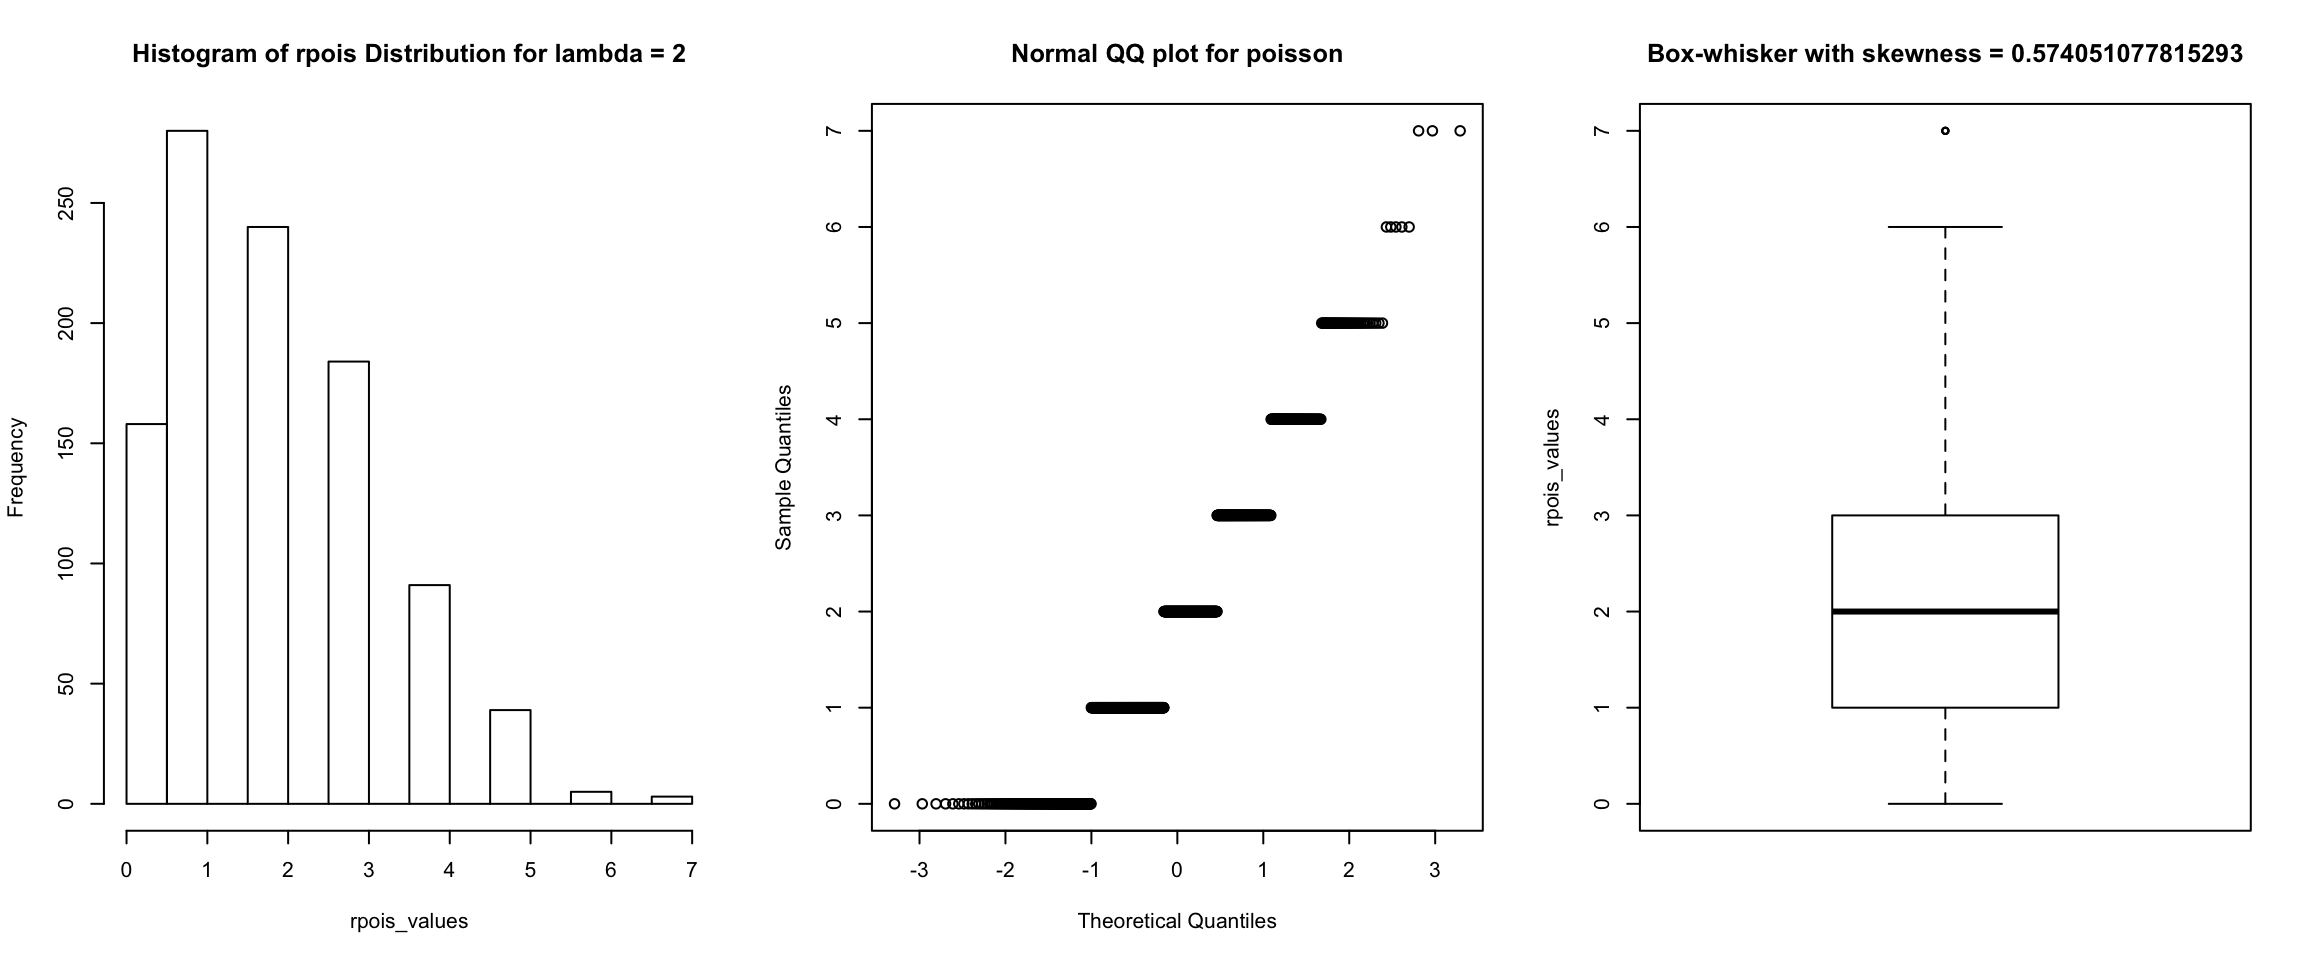 Histogram of rpois Distribution for lambda = 2
Frequency
0 50 100 150 200 250
0 1 2 3 4 5 6 7
rpois_values
Normal QQ plot for poisson
Sample Quantiles
0 1 2 3 4 5 6 7
-3 -2 -1 0 1 2 3
Theoretical Quantiles
Box-whisker with skewness = 0.574051077815293
rpois_values
0 1 2 3 4 5 6 7